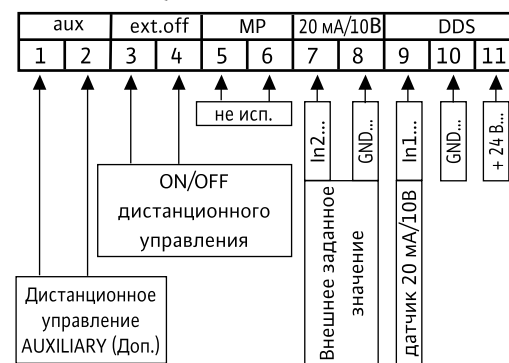 aux ext.off MP 20 мА/10В DDS
1 2 3 4 5 6 7 8 9 10 11
не исп.
In2...
GND...
In1...
GND...
+ 24 В...
ON/OFF
дистанционного
управления
Внешнее заданное
значение
датчик 20 мА/10В
Дистанционное
управление
AUXILIARY (Доп.)